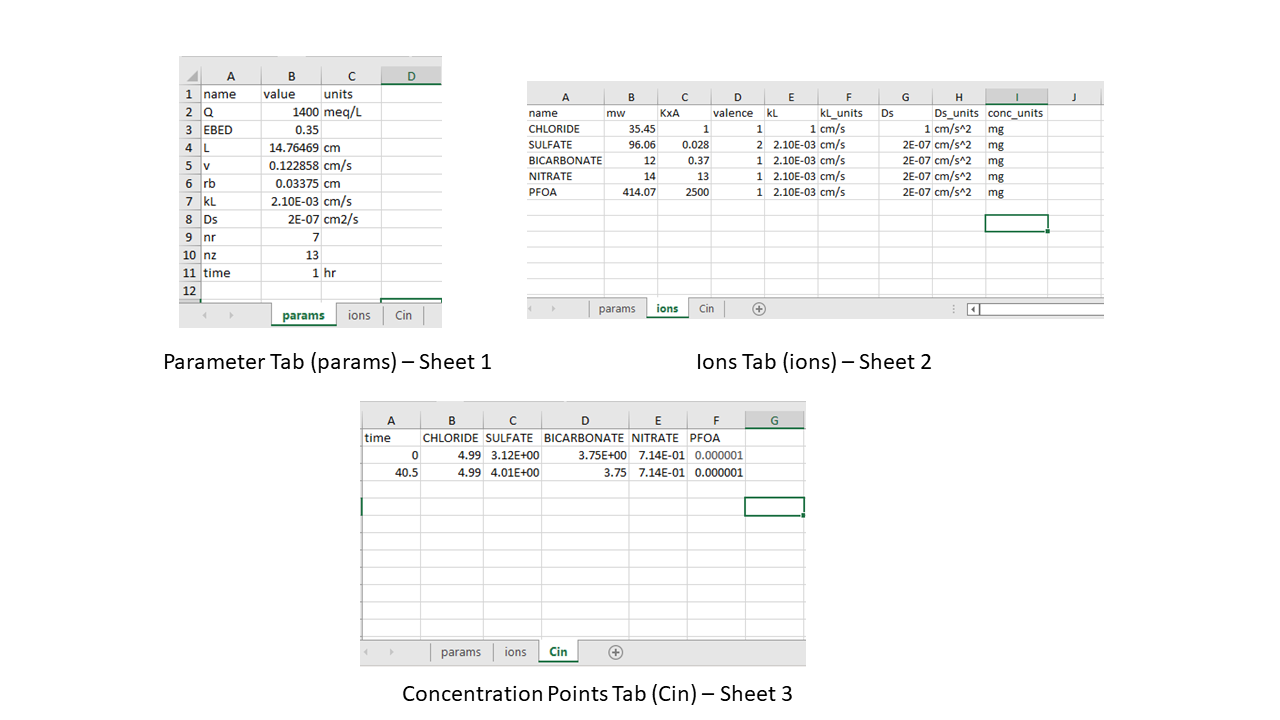 A B C D
1 name value units
2 Q 1400 meq/L
3 EBED 0.35
4 L 14.76469 cm
5 v 0.122858 cm/s
6 rb 0.03375 cm
7 kL 2.10E-03 cm/s
8 Ds 2E-07 cm2/s
9 nr 7
10 nz 13
11 time 1 hr
12
params ions Cin
Parameter Tab (params) – Sheet 1
A B C D E F G H I J
name mw KxA valence kL kL_units Ds Ds_units conc_units
CHLORIDE 35.45 1 1 1 cm/s 1 cm/s^2 mg
SULFATE 96.06 0.028 2 2.10E-03 cm/s 2E-07 cm/s^2 mg
BICARBONATE 12 0.37 1 2.10E-03 cm/s 2E-07 cm/s^2 mg
NITRATE 14 13 1 2.10E-03 cm/s 2E-07 cm/s^2 mg
PFOA 414.07 2500 1 2.10E-03 cm/s 2E-07 cm/s^2 mg
params ions Cin
Ions Tab (ions) – Sheet 2
A B C D E F G
time CHLORIDE SULFATE BICARBONATE NITRATE PFOA
0 4.99 3.12E+00 3.75E+00 7.14E-01 0.000001
40.5 4.99 4.01E+00 3.75 7.14E-01 0.000001
params ions Cin
Concentration Points Tab (Cin) – Sheet 3